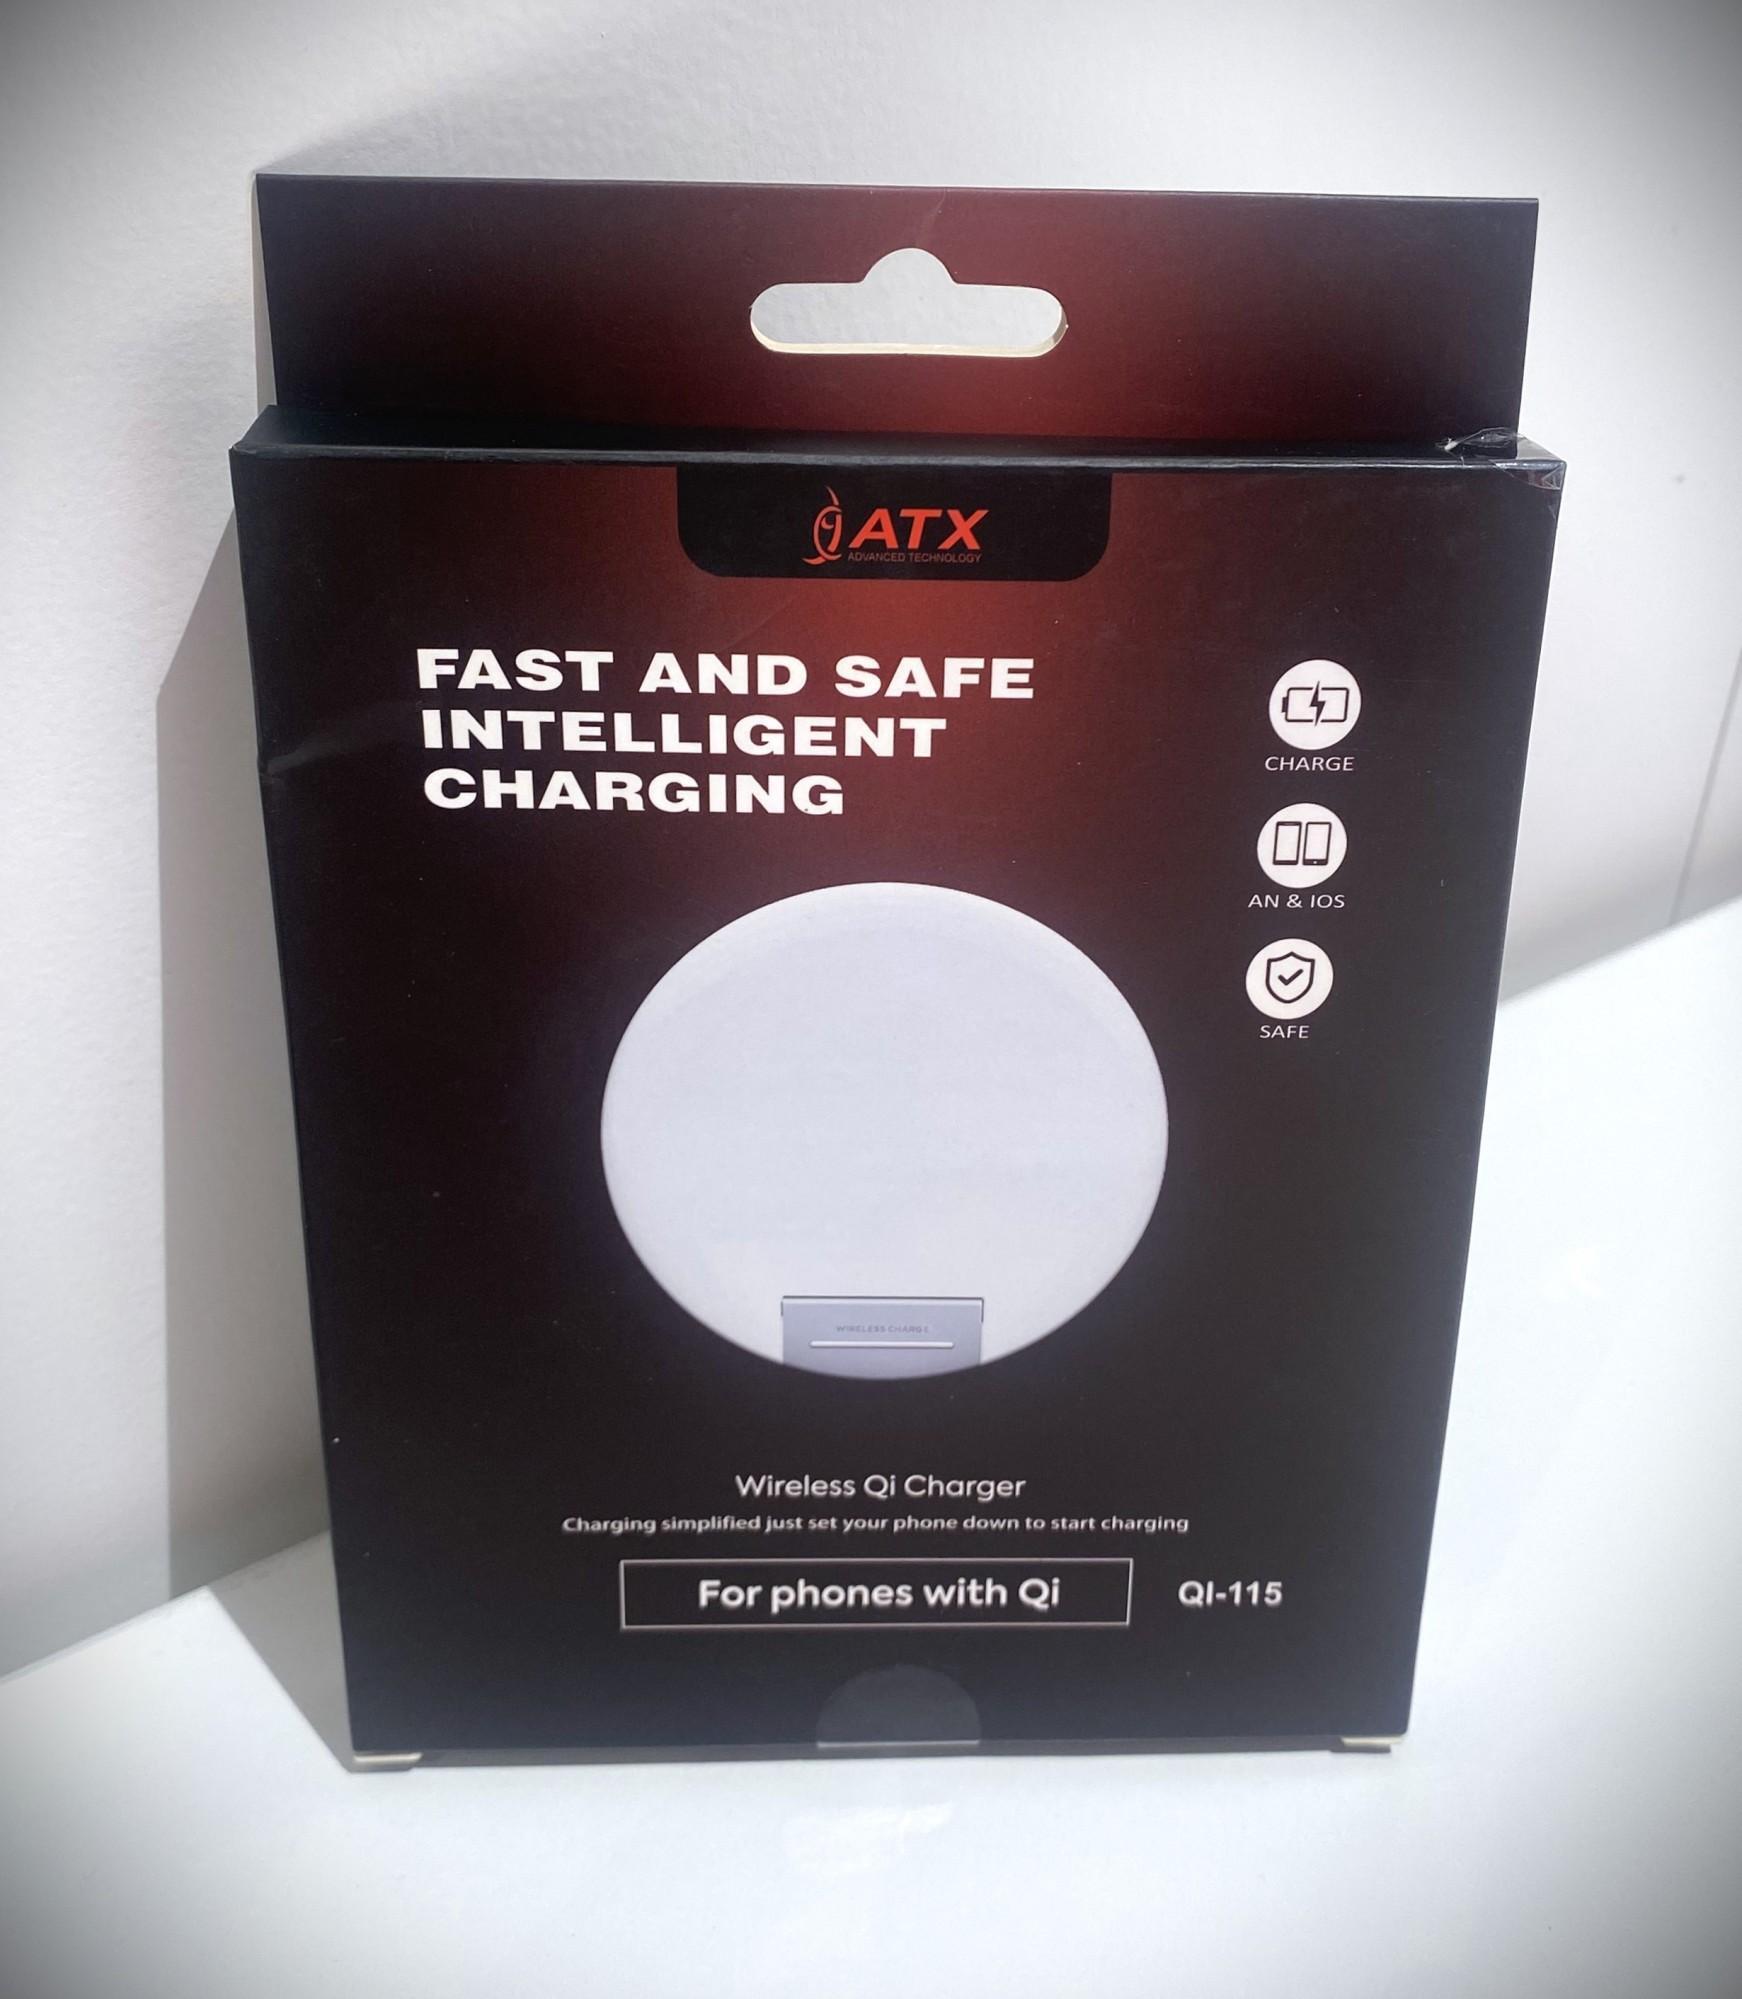 ATX
ADVANCED TECHNOLOGY
FAST AND SAFE
INTELLIGENT
CHARGING
CHARGE
AN & IOS
SAFE
WIRELESS CHARGE
Wireless Qi Charger
Charging simplified just set your phone down to start charging
For phones with Qi
QI-115